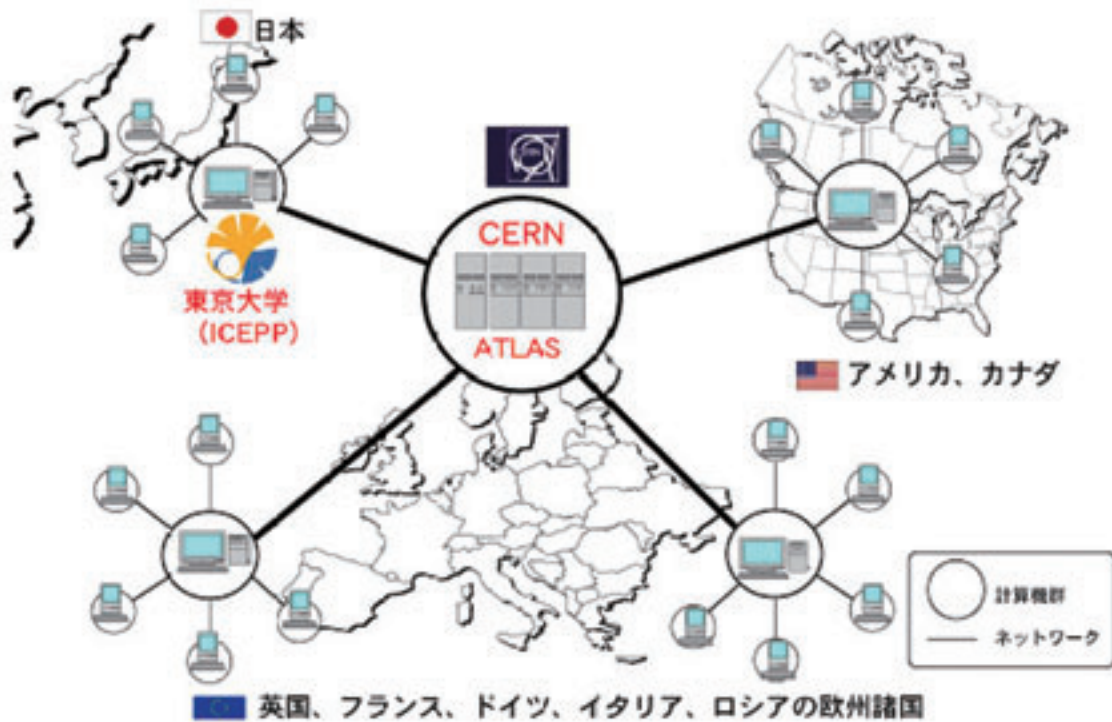 日本
CERN
ATLAS
東京大学
（ICEPP）
アメリカ、カナダ
計算機群
ネットワーク
英国、フランス、ドイツ、イタリア、ロシアの欧州諸国